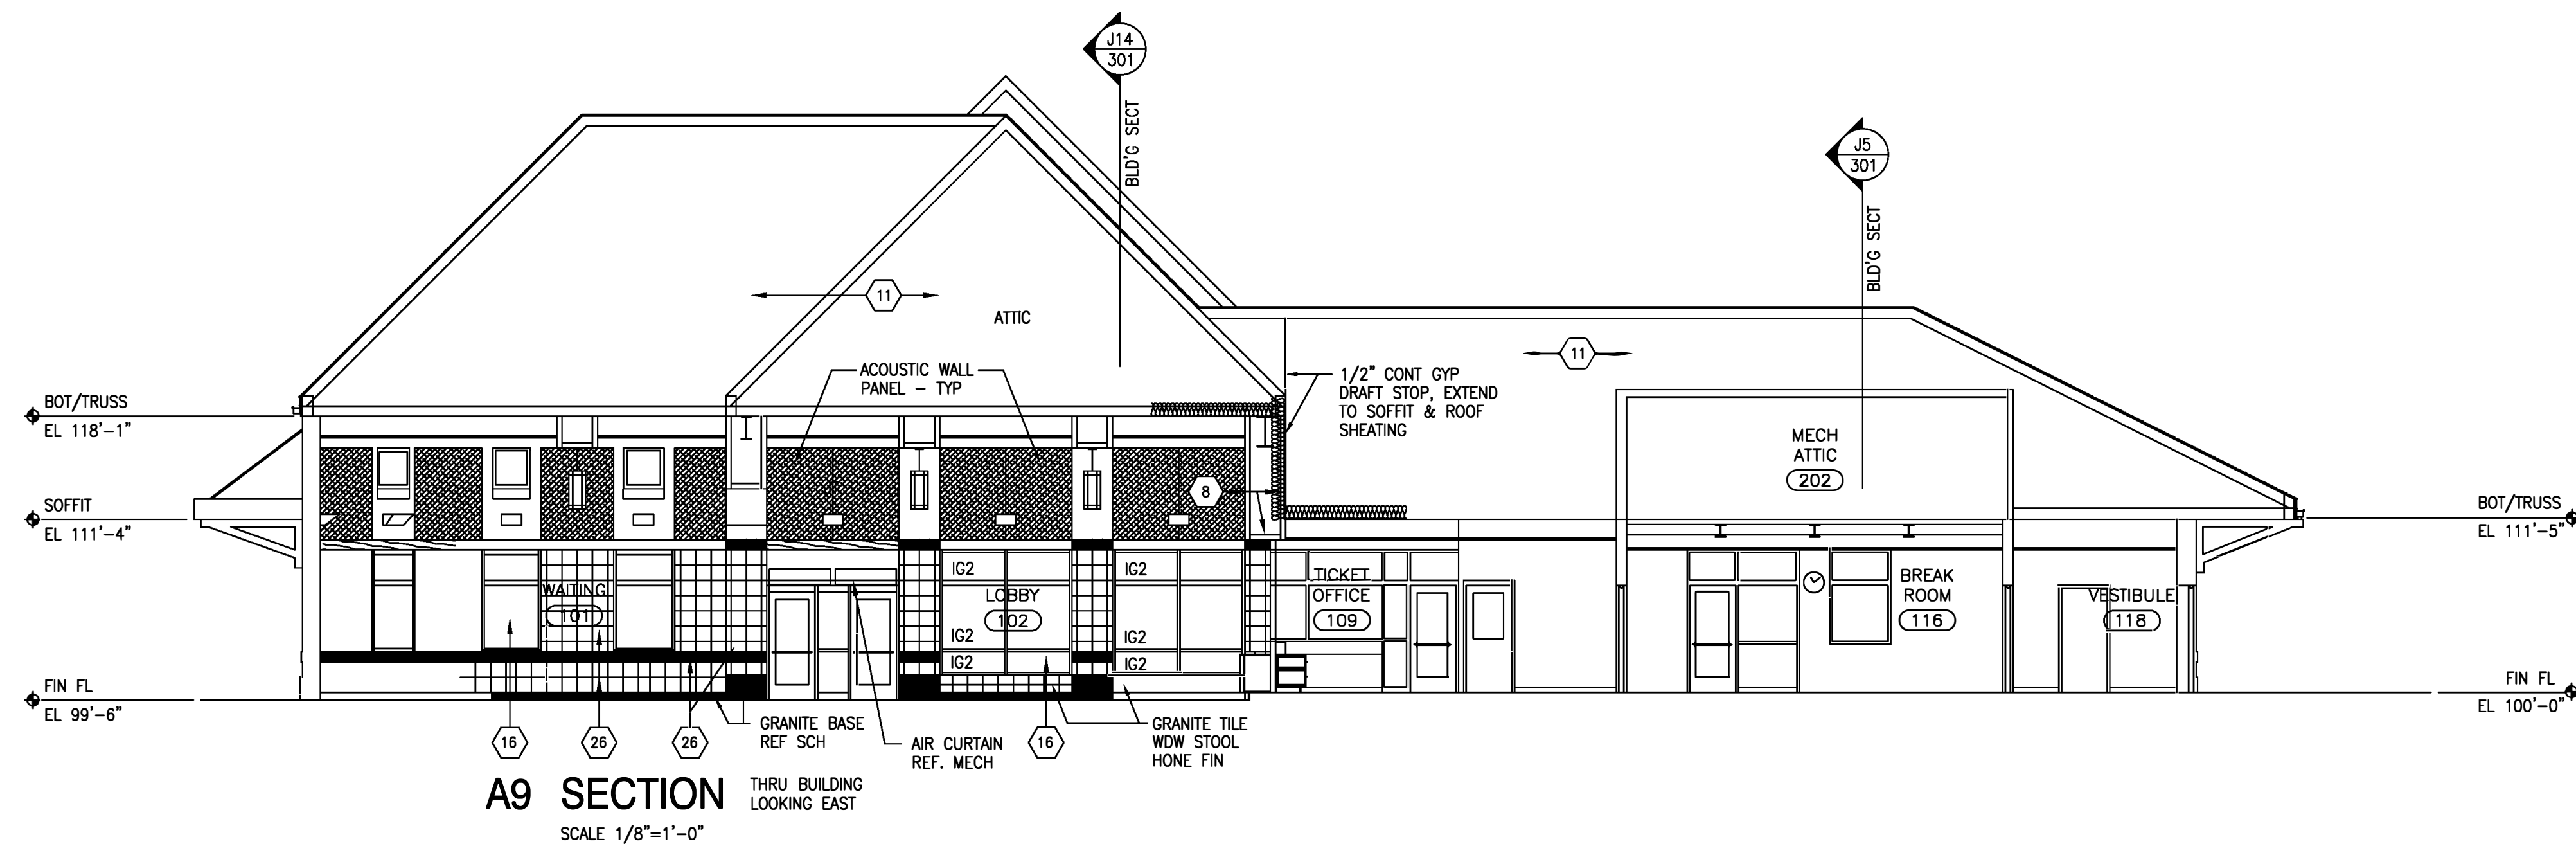 J14
301
BLD'G SECT
J5
301
BLD'G SECT
11
ATTIC
11
ACOUSTIC WALL
PANEL - TYP
1/2" CONT GYP
DRAFT STOP, EXTEND
TO SOFFIT & ROOF
SHEATING
BOT/TRUSS
EL 118'-1"
MECH
ATTIC
202
8
SOFFIT
EL 111'-4"
BOT/TRUSS
EL 111'-5"
WAITING
101
IG2
LOBBY
102
IG2
IG2
IG2
IG2
IG2
TICKET
OFFICE
109
BREAK
ROOM
116
VESTIBULE
118
FIN FL
EL 99'-6"
FIN FL
EL 100'-0"
16
26
26
GRANITE BASE
REF SCH
AIR CURTAIN
REF. MECH
16
GRANITE TILE
WDW STOOL
HONE FIN
A9 SECTION
THRU BUILDING
LOOKING EAST
SCALE 1/8"=1'-0"